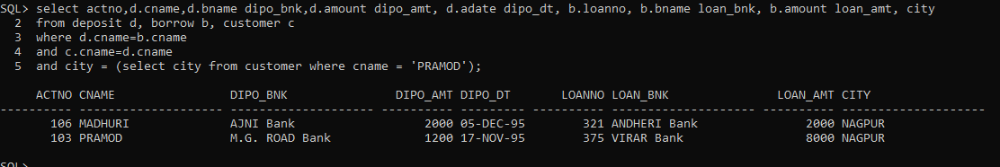 SQL> select actno,d.cname,d.bname dipo_bnk,d.amount dipo_amt, d.adate dipo_dt, b.loanno, b.bname loan_bnk, b.amount loan_amt, city
2 from deposit d, borrow b, customer c
3 where d.cname=b.cname
4 and c.cname=d.cname
5 and city = (select city from customer where cname = 'PRAMOD');
ACTNO CNAME DIPO_BNK DIPO_AMT DIPO_DT LOANNO LOAN_BNK LOAN_AMT CITY
---------- ------------------- ------------------- ---------- --------- ---------- ------------------- ---------- -------------------
106 MADHURI AJNI Bank 2000 05-DEC-95 321 ANDHERI Bank 2000 NAGPUR
103 PRAMOD M.G. ROAD Bank 1200 17-NOV-95 375 VIRAR Bank 8000 NAGPUR
SQL>